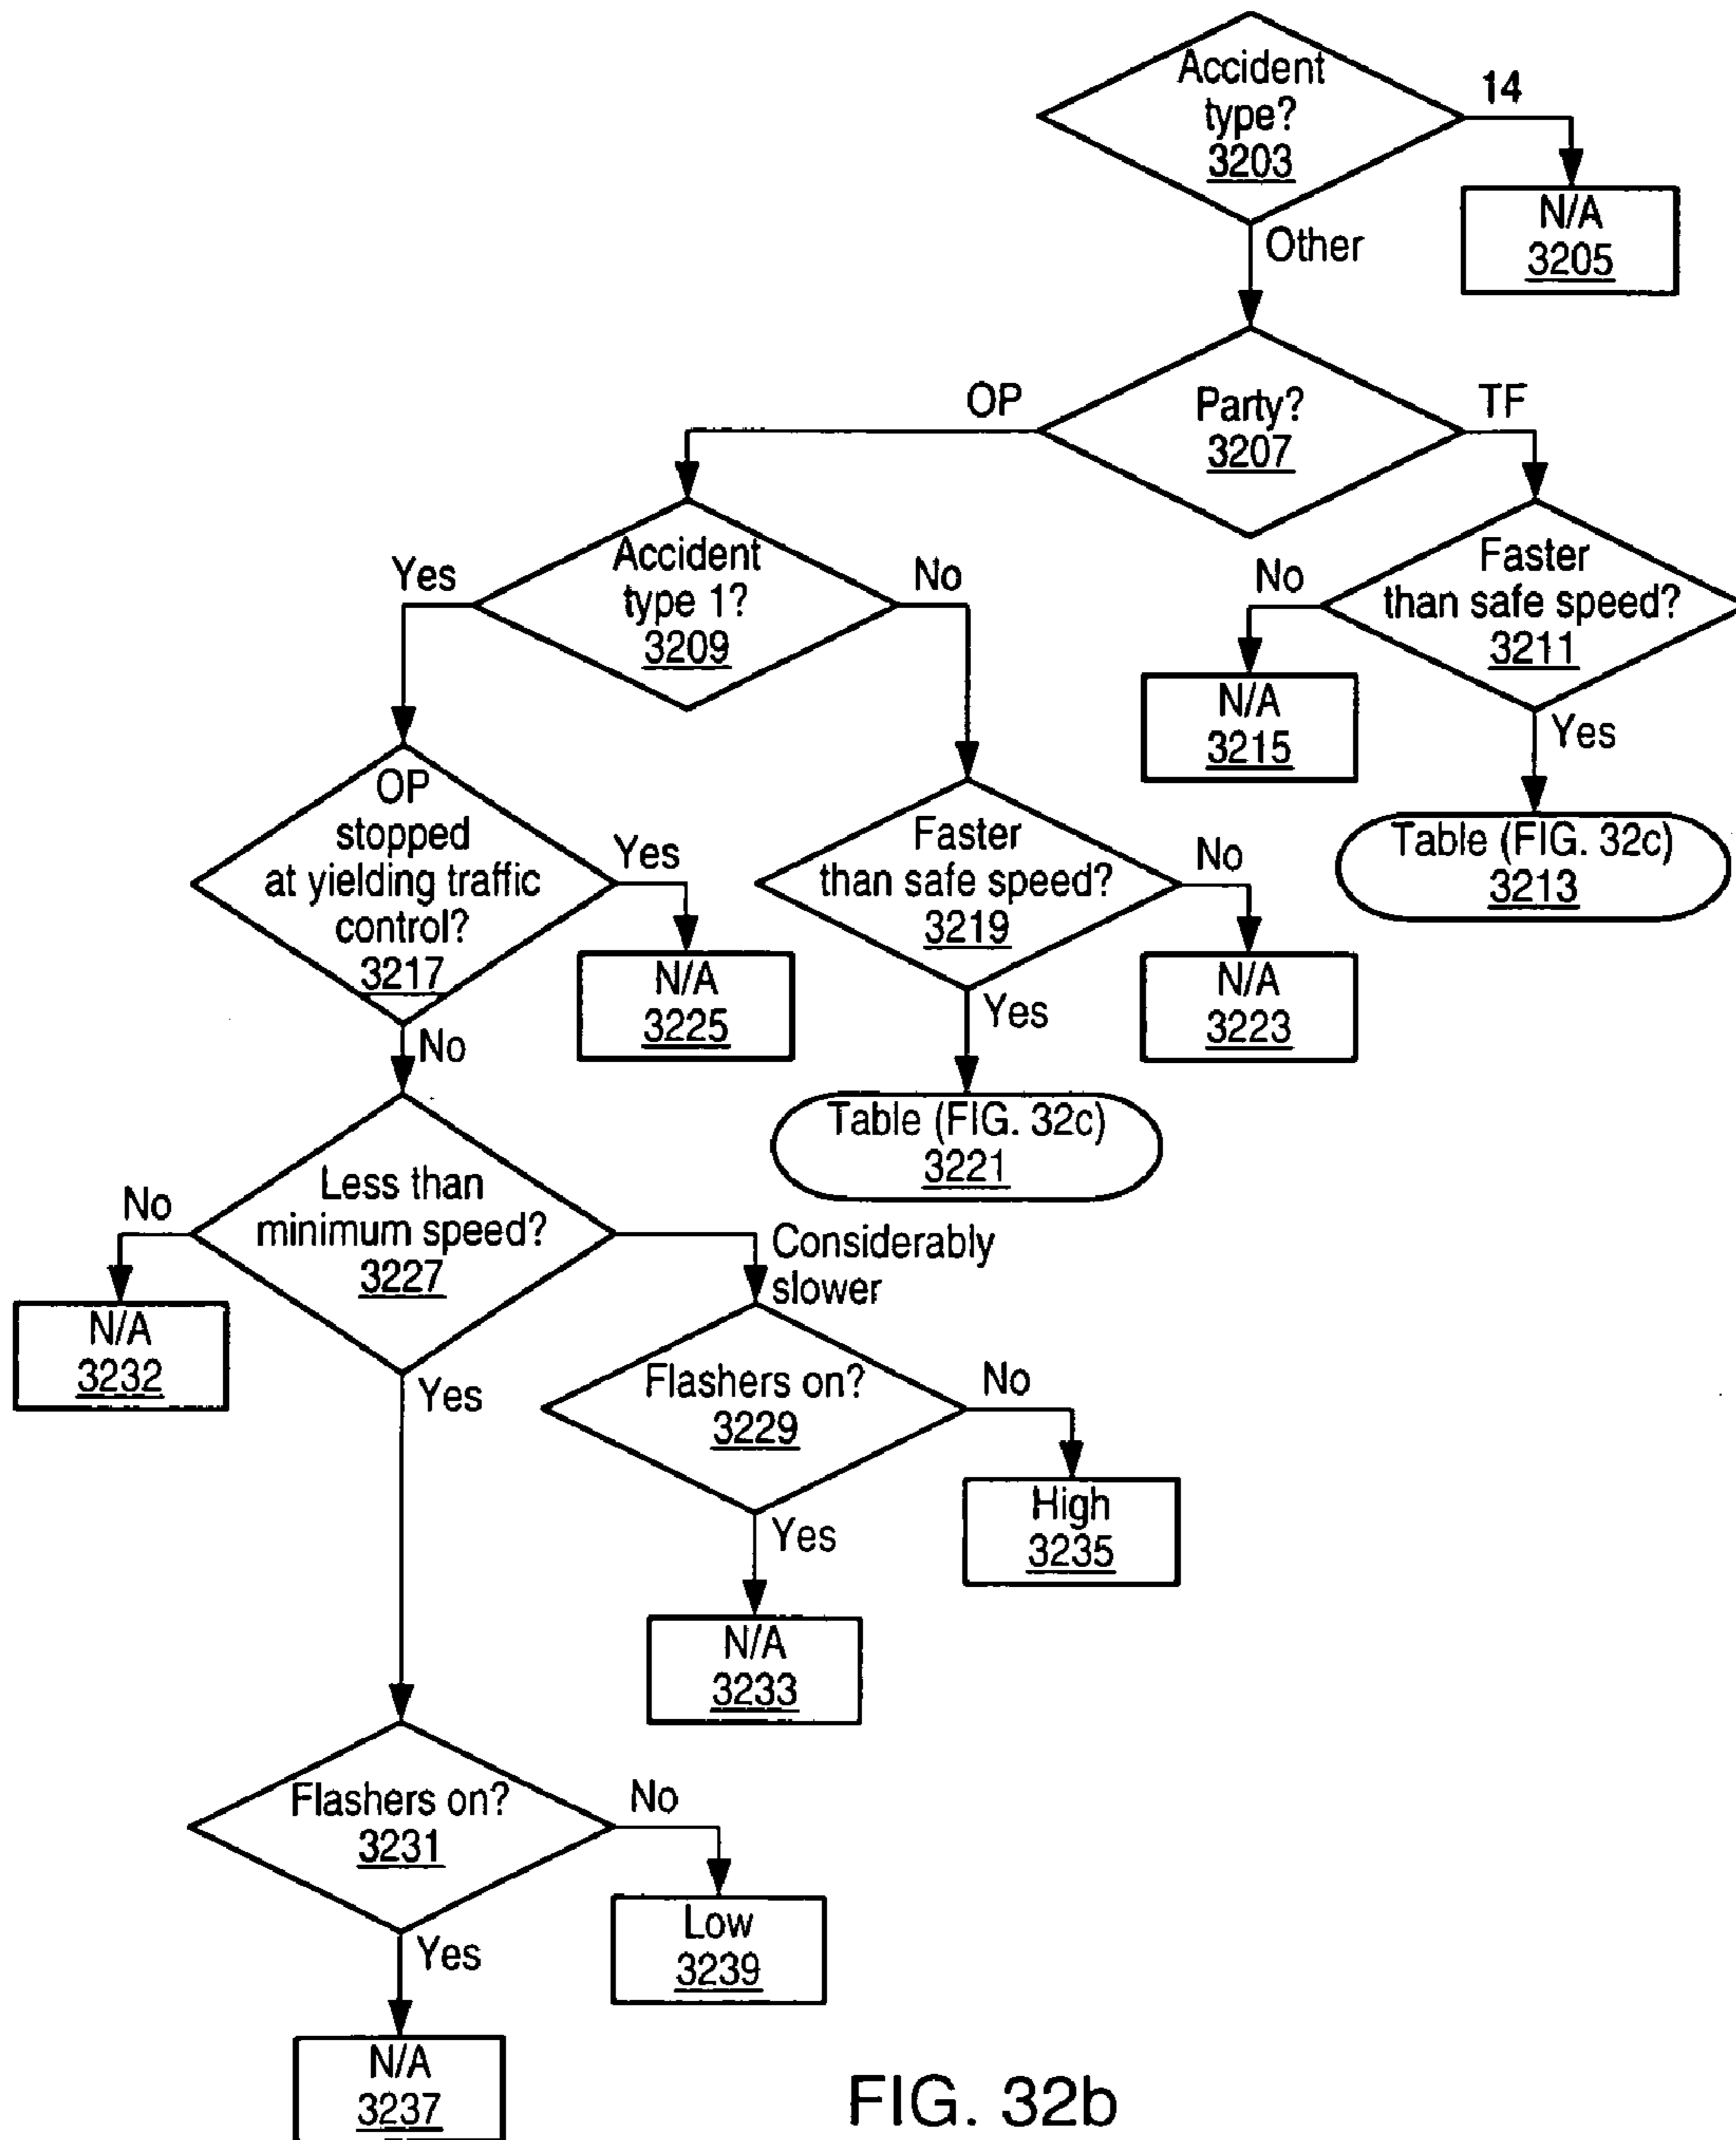 Accident
type?
3203
14
N/A
3205
Other
Party?
3207
OP
TF
Accident
type 1?
3209
Yes
No
Faster
than safe speed?
3211
No
N/A
3215
Yes
Table (FIG. 32c)
3213
OP
stopped
at yielding traffic
control?
3217
Yes
N/A
3225
No
Faster
than safe speed?
3219
No
N/A
3223
Yes
Table (FIG. 32c)
3221
Less than
minimum speed?
3227
No
N/A
3232
Considerably
slower
Yes
Flashers on?
3229
No
High
3235
Yes
N/A
3233
Flashers on?
3231
No
Low
3239
Yes
N/A
3237
FIG. 32b